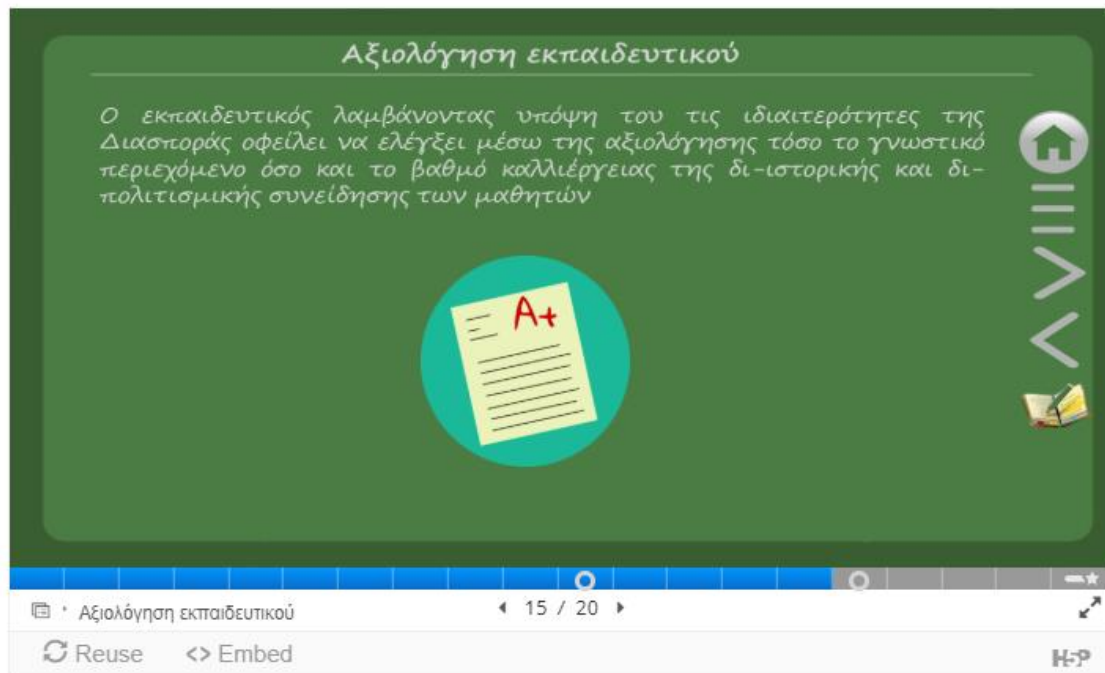 Αξιολόγηση εκπαιδευτικού
Ο εκπαιδευτικός λαμβάνοντας υπόψη του τις ιδιαιτερότητες της
Διασποράς οφείλει να ελέγξει μέσω της αξιολόγησης τόσο το γνωστικό
περιεχόμενο όσο και το βαθμό καλλιέργειας της δι-ιστορικής και δι-
πολιτισμικής συνείδησης των μαθητών
A+
Αξιολόγηση εκπαιδευτικού
15 / 20
Reuse
<> Embed
H5P